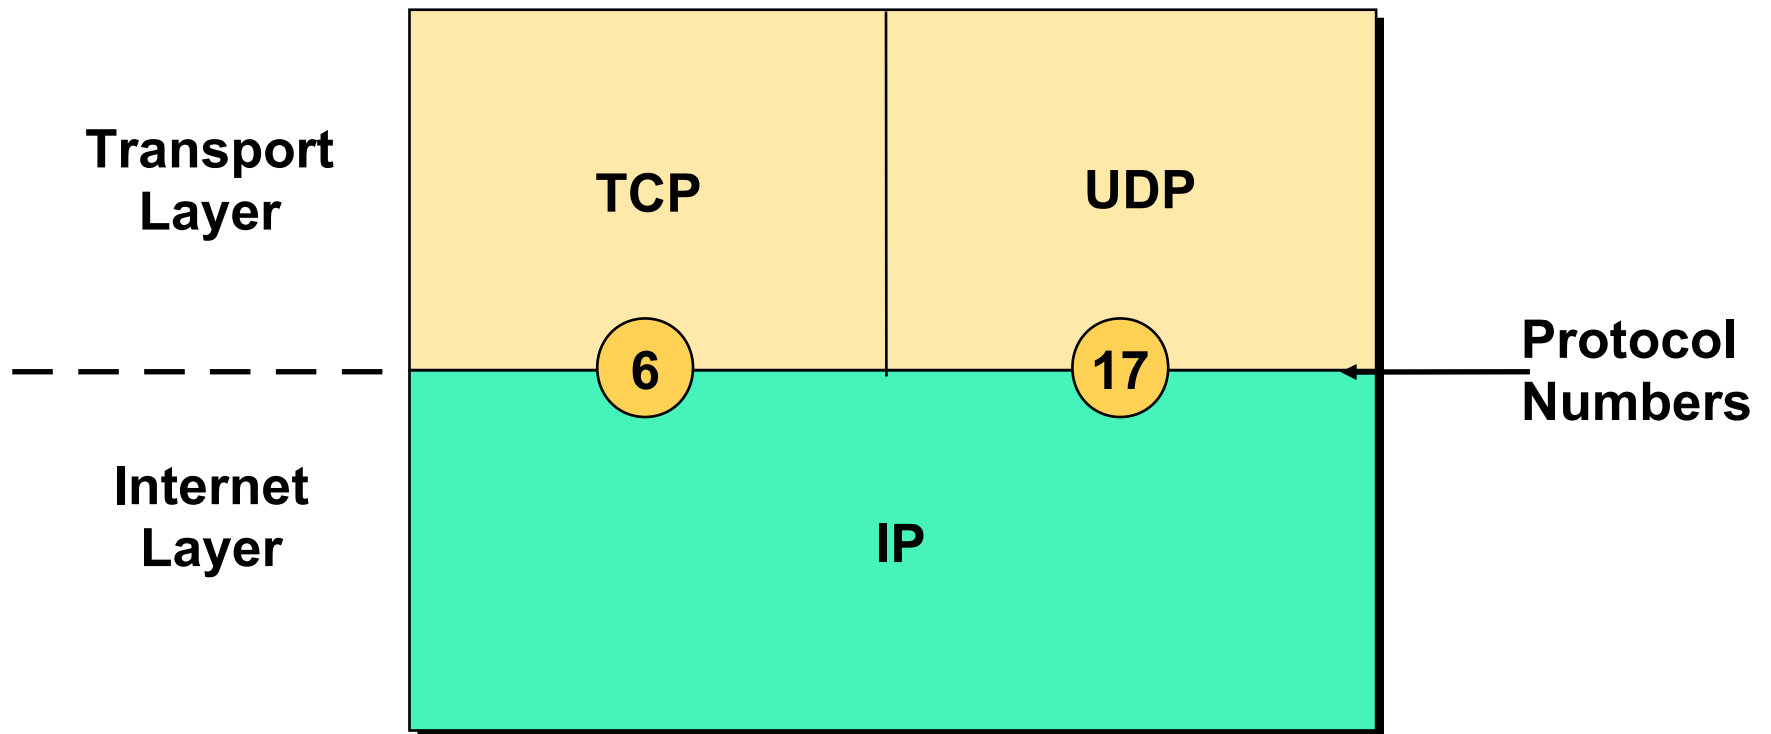 Transport
Layer
TCP
UDP
6
17
Protocol
Numbers
Internet
Layer
IP